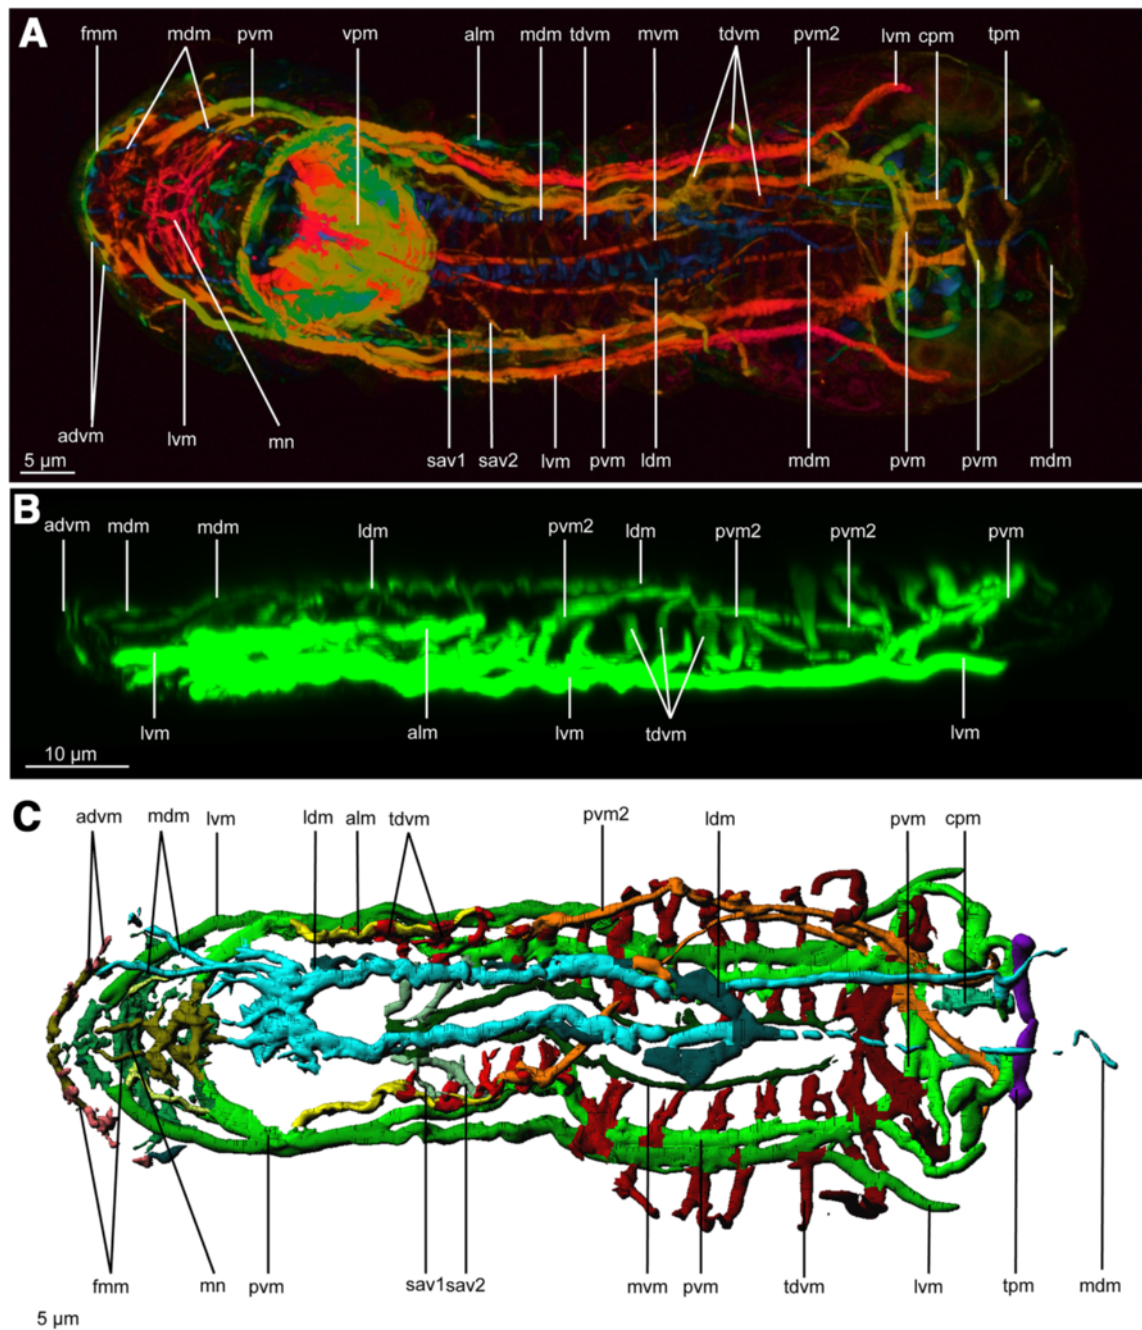 A
fmm mdm pvm vpm alm mdm tdvm mvm tdvm pvm2 lvm cpm tpm
advm lvm mn sav1 sav2 lvm pvm ldm mdm pvm pvm mdm
5 µm
B
advm mdm mdm ldm pvm2 ldm pvm2 pvm2 pvm
lvm alm lvm tdvm lvm
10 µm
C
advm mdm lvm ldm alm tdvm pvm2 ldm pvm cpm
fmm mn pvm sav1 sav2 mvm pvm tdvm lvm tpm mdm
5 µm